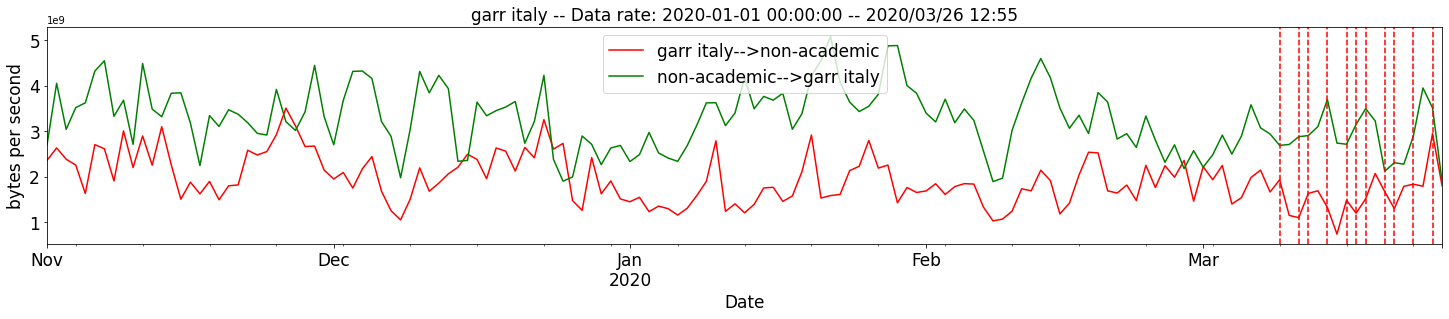 garr italy -- Data rate: 2020-01-01 00:00:00 -- 2020/03/26 12:55
1e9
garr italy-->non-academic
non-academic-->garr italy
bytes per second
5
4
3
2
1
Nov Dec Jan Feb Mar
2020
Date